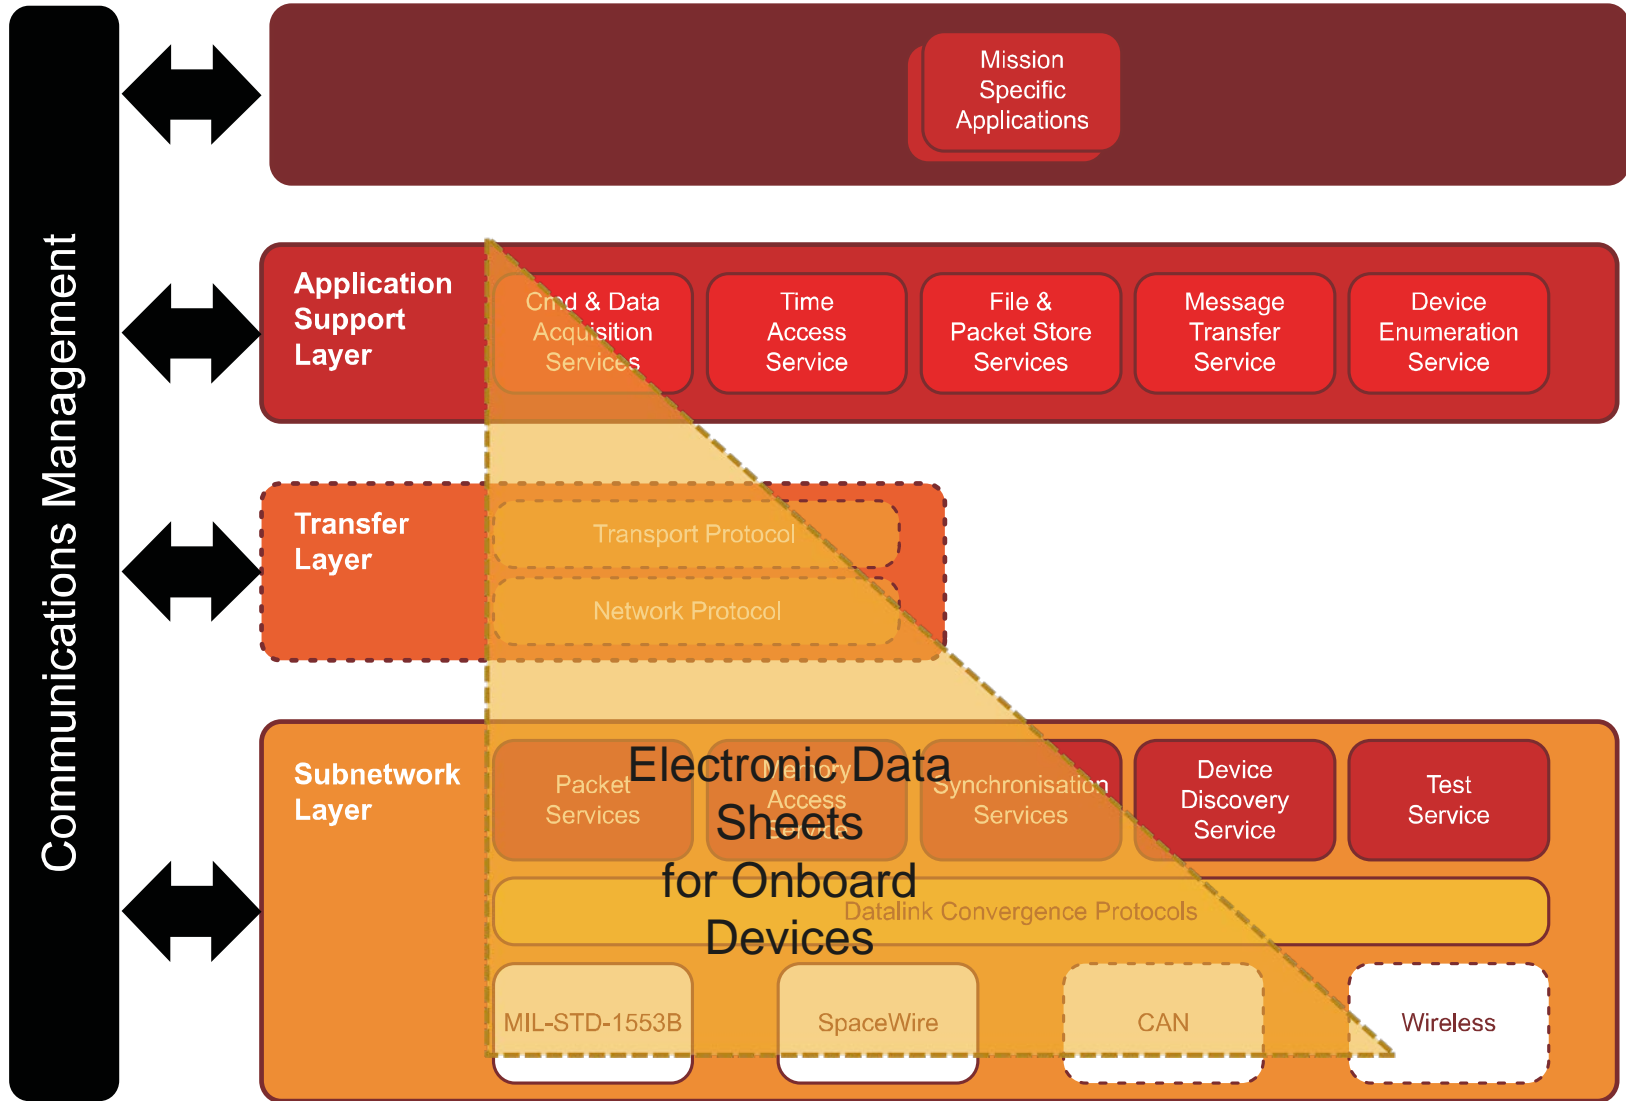 Communications Management
Mission
Specific
Applications
Application
Support
Layer
Cmd & Data
Acquisition
Services
Time
Access
Service
File &
Packet Store
Services
Message
Transfer
Service
Device
Enumeration
Service
Transfer
Layer
Transport Protocol
Network Protocol
Subnetwork
Layer
Packet
Services
Memory
Access
Service
Synchronisation
Services
Device
Discovery
Service
Test
Service
Electronic Data
Sheets
for Onboard
Devices
Datalink Convergence Protocols
MIL-STD-1553B
SpaceWire
CAN
Wireless